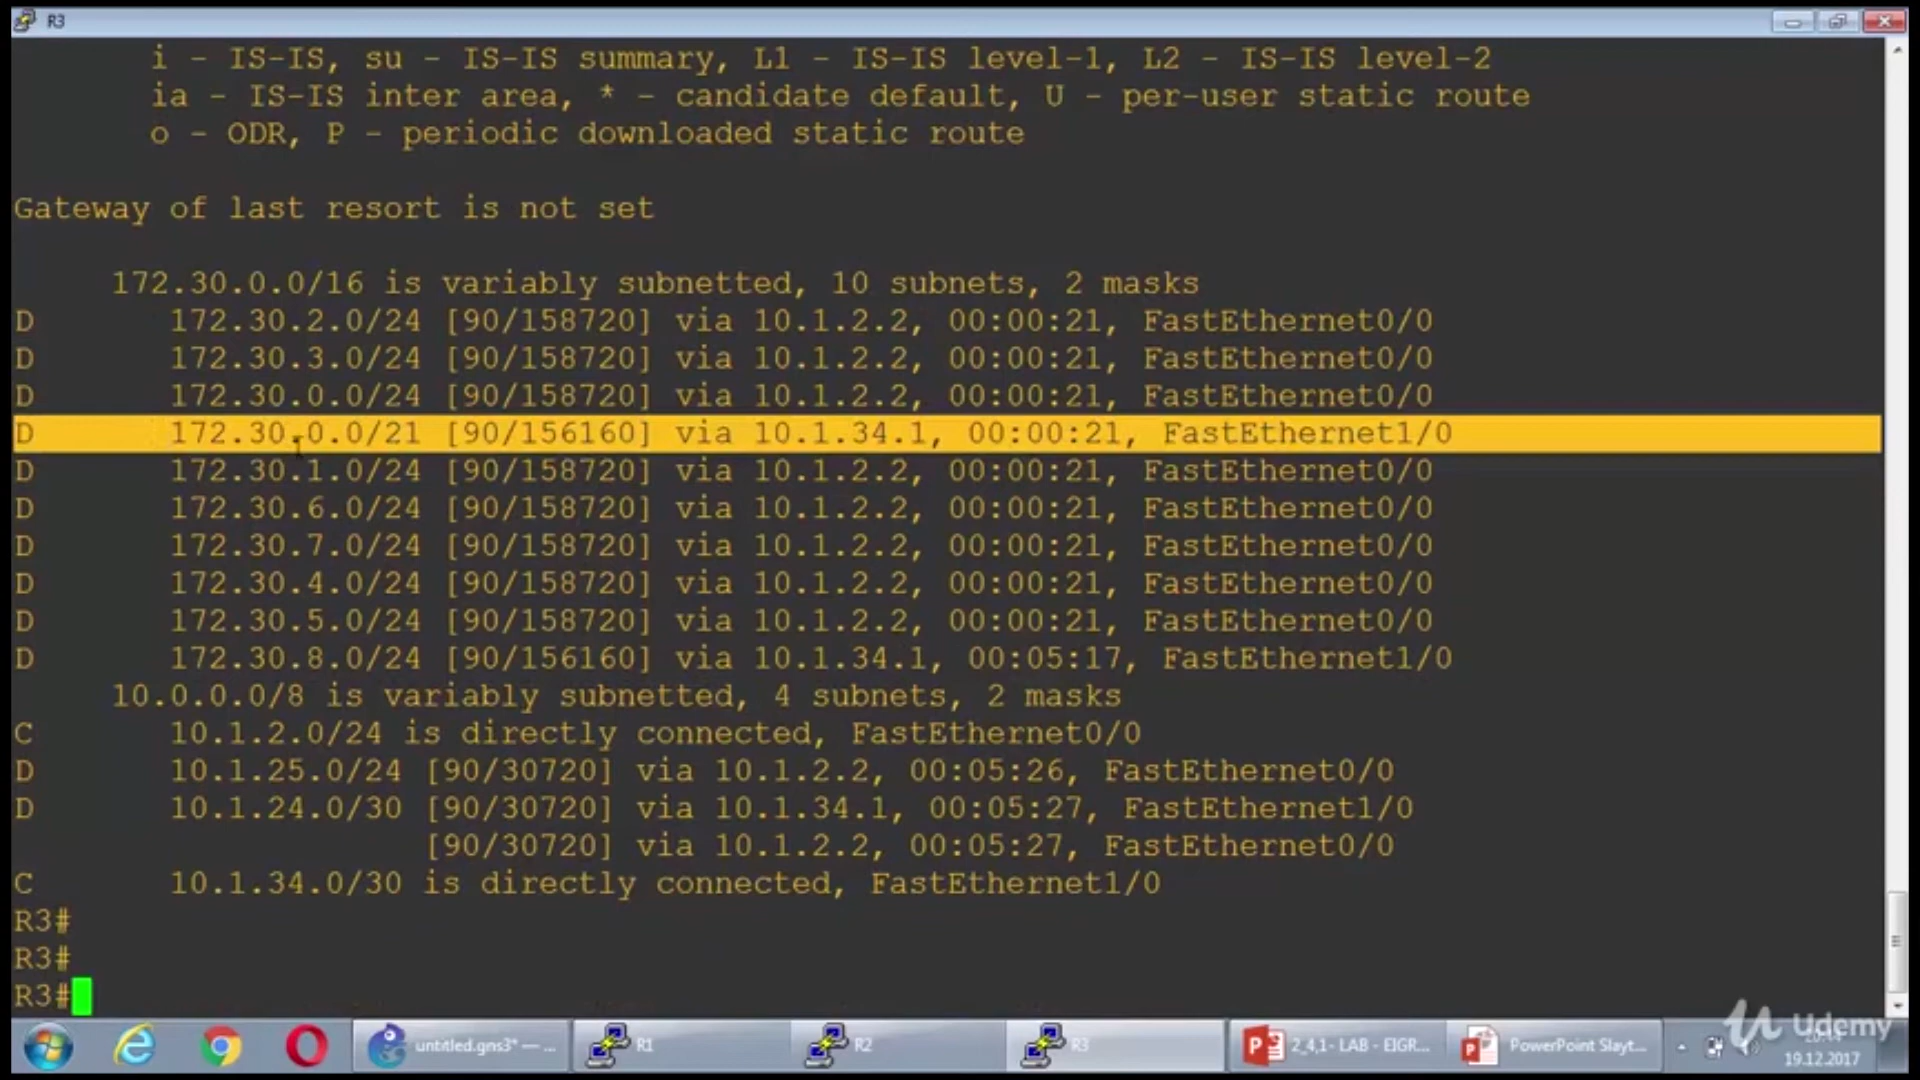 R3
i - IS-IS, su - IS-IS summary, L1 - IS-IS level-1, L2 - IS-IS level-2
ia - IS-IS inter area, * - candidate default, U - per-user static route
o - ODR, P - periodic downloaded static route
Gateway of last resort is not set
172.30.0.0/16 is variably subnetted, 10 subnets, 2 masks
D 172.30.2.0/24 [90/158720] via 10.1.2.2, 00:00:21, FastEthernet0/0
D 172.30.3.0/24 [90/158720] via 10.1.2.2, 00:00:21, FastEthernet0/0
D 172.30.0.0/24 [90/158720] via 10.1.2.2, 00:00:21, FastEthernet0/0
D 172.30.0.0/21 [90/156160] via 10.1.34.1, 00:00:21, FastEthernet1/0
D 172.30.1.0/24 [90/158720] via 10.1.2.2, 00:00:21, FastEthernet0/0
D 172.30.6.0/24 [90/158720] via 10.1.2.2, 00:00:21, FastEthernet0/0
D 172.30.7.0/24 [90/158720] via 10.1.2.2, 00:00:21, FastEthernet0/0
D 172.30.4.0/24 [90/158720] via 10.1.2.2, 00:00:21, FastEthernet0/0
D 172.30.5.0/24 [90/158720] via 10.1.2.2, 00:00:21, FastEthernet0/0
D 172.30.8.0/24 [90/156160] via 10.1.34.1, 00:05:17, FastEthernet1/0
10.0.0.0/8 is variably subnetted, 4 subnets, 2 masks
C 10.1.2.0/24 is directly connected, FastEthernet0/0
D 10.1.25.0/24 [90/30720] via 10.1.2.2, 00:05:26, FastEthernet0/0
D 10.1.24.0/30 [90/30720] via 10.1.34.1, 00:05:27, FastEthernet1/0
[90/30720] via 10.1.2.2, 00:05:27, FastEthernet0/0
C 10.1.34.0/30 is directly connected, FastEthernet1/0
R3#
R3#
R3#
untitled.gns3* — ... R1 R2 R3 2_4,1- LAB - EIGR... PowerPoint Slayt...
Udemy
19.12.2017